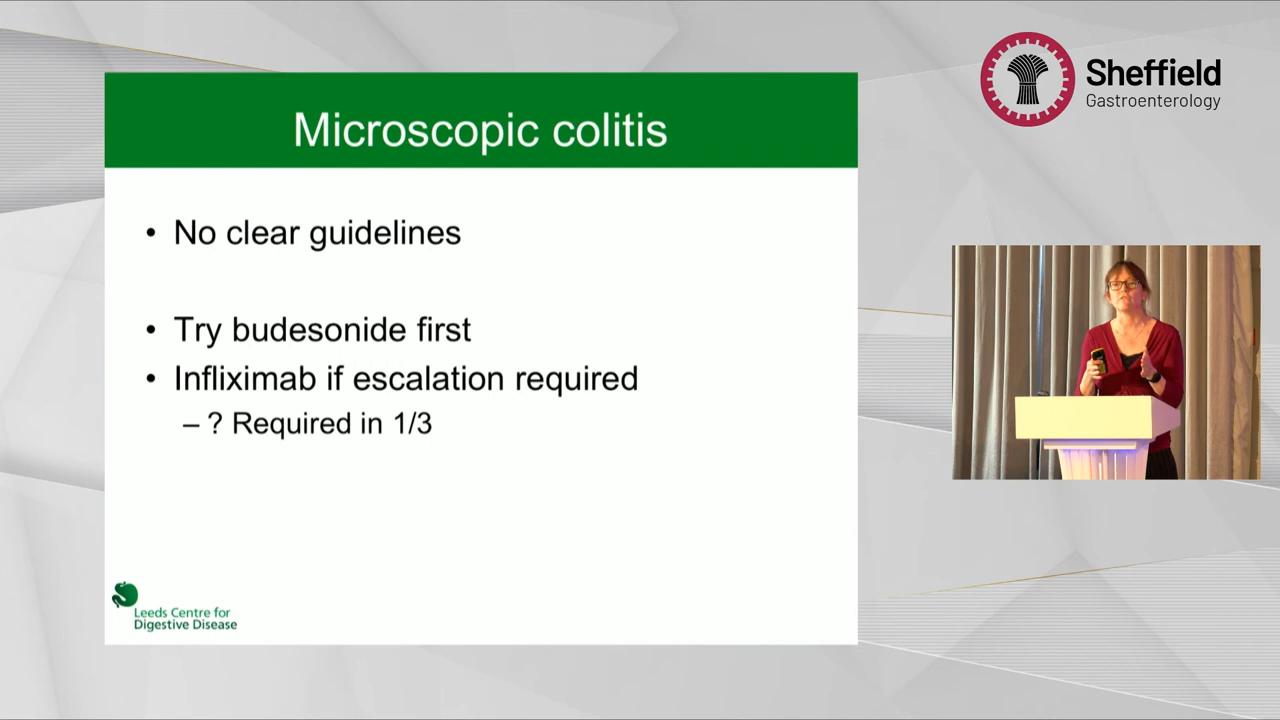 Sheffield
Gastroenterology
Microscopic colitis
• No clear guidelines
• Try budesonide first
• Infliximab if escalation required
– ? Required in 1/3
Leeds Centre for
Digestive Disease